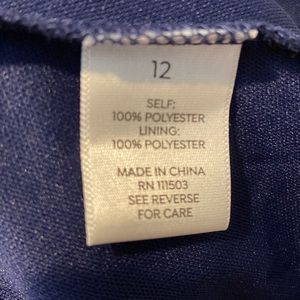 12
SELF:
100% POLYESTER
LINING:
100% POLYESTER
MADE IN CHINA
RN 111503
SEE REVERSE
FOR CARE